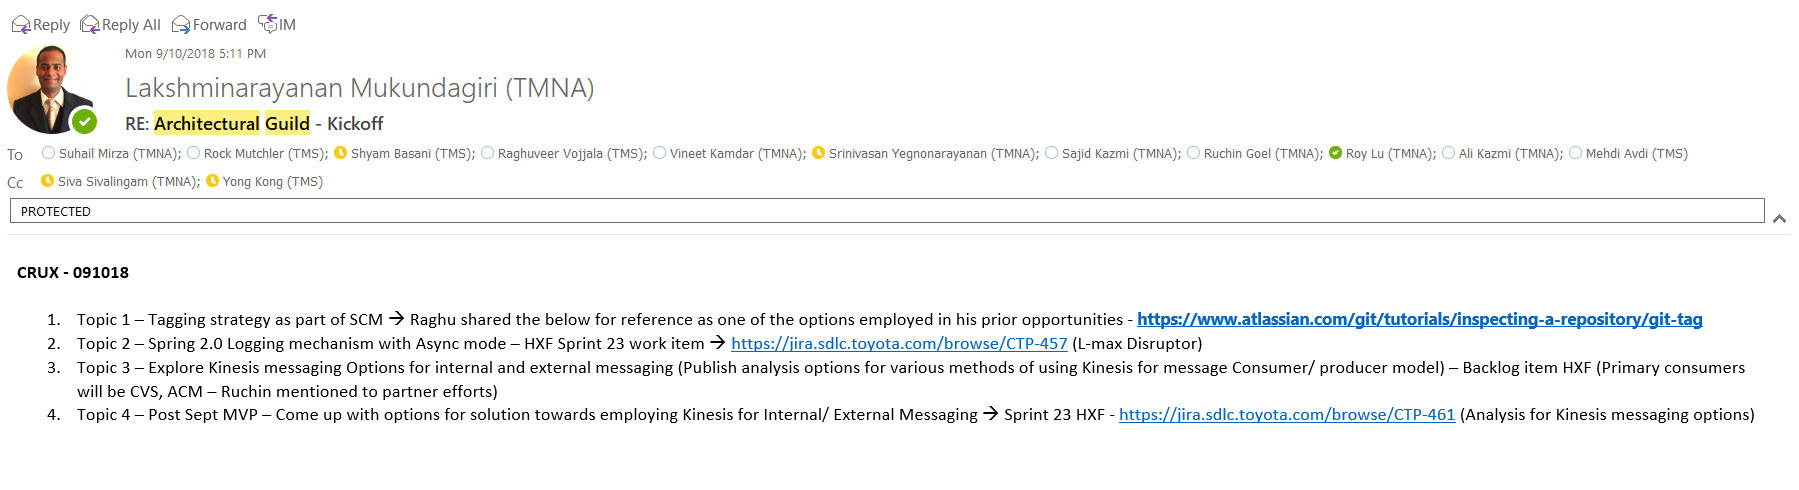 Reply Reply All Forward IM
Mon 9/10/2018 5:11 PM
Lakshminarayanan Mukundagiri (TMNA)
RE: Architectural Guild - Kickoff
To Suhail Mirza (TMNA); Rock Mutchler (TMS); Shyam Basani (TMS); Raghuveer Vojjala (TMS); Vineet Kamdar (TMNA); Srinivasan Yegnonarayanan (TMNA); Sajid Kazmi (TMNA); Ruchin Goel (TMNA); Roy Lu (TMNA); Ali Kazmi (TMNA); Mehdi Avdi (TMS)
Cc Siva Sivalingam (TMNA); Yong Kong (TMS)
PROTECTED
CRUX - 091018
1. Topic 1 – Tagging strategy as part of SCM → Raghu shared the below for reference as one of the options employed in his prior opportunities - https://www.atlassian.com/git/tutorials/inspecting-a-repository/git-tag
2. Topic 2 – Spring 2.0 Logging mechanism with Async mode – HXF Sprint 23 work item → https://jira.sdlc.toyota.com/browse/CTP-457 (L-max Disruptor)
3. Topic 3 – Explore Kinesis messaging Options for internal and external messaging (Publish analysis options for various methods of using Kinesis for message Consumer/ producer model) – Backlog item HXF (Primary consumers
will be CVS, ACM – Ruchin mentioned to partner efforts)
4. Topic 4 – Post Sept MVP – Come up with options for solution towards employing Kinesis for Internal/ External Messaging → Sprint 23 HXF - https://jira.sdlc.toyota.com/browse/CTP-461 (Analysis for Kinesis messaging options)